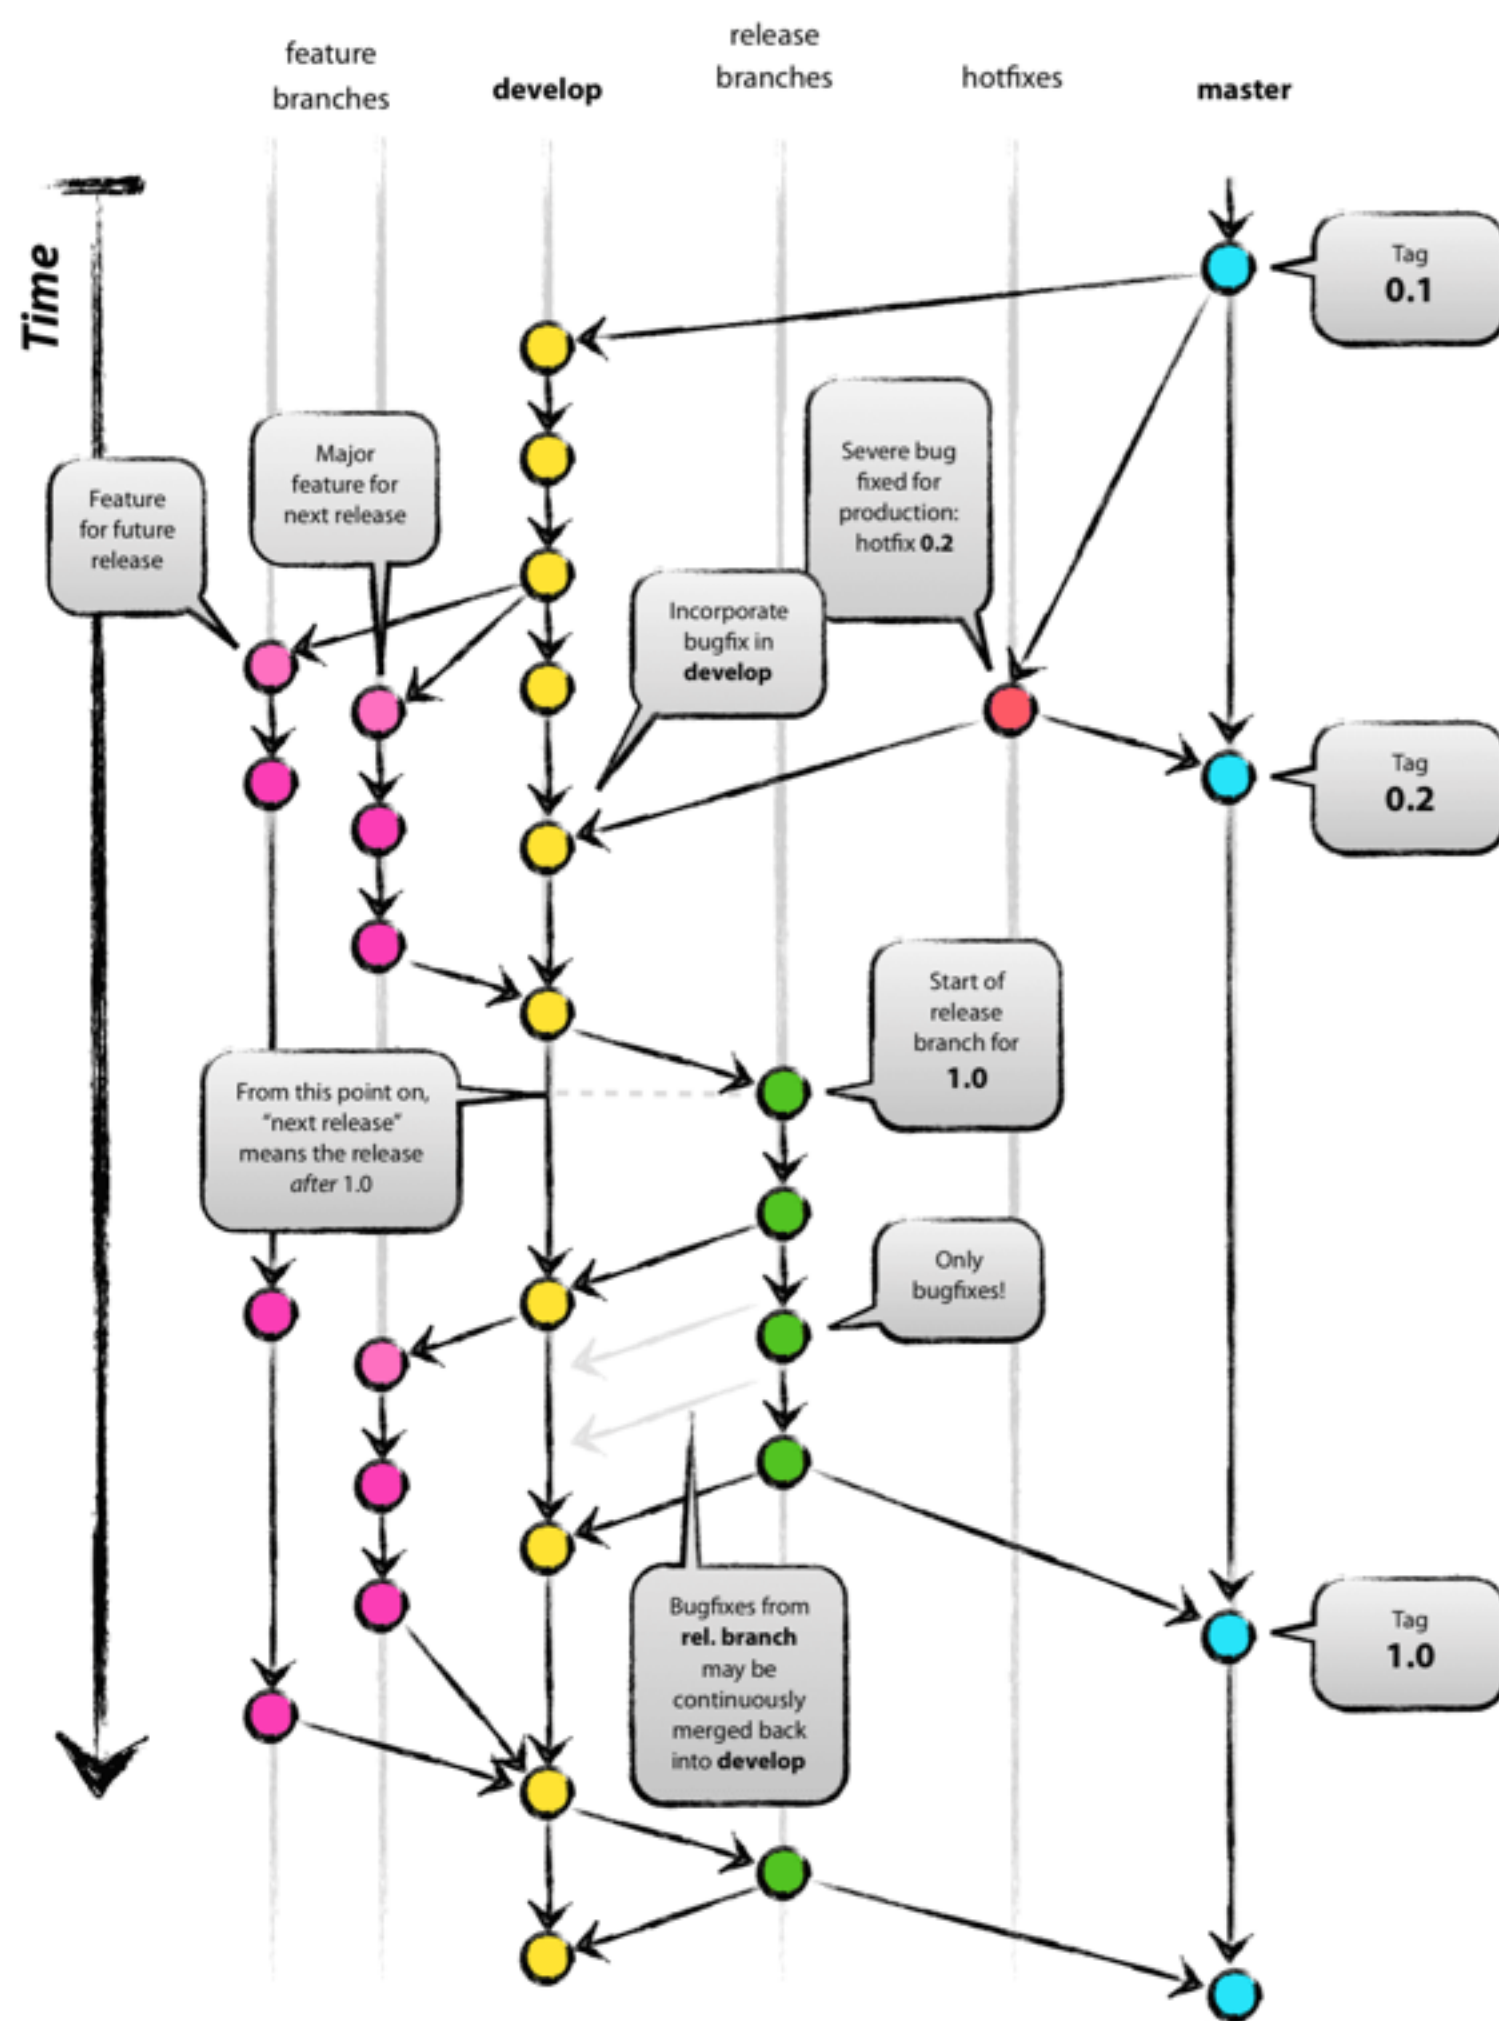 feature
branches
develop
release
branches
hotfixes
master
Time
Tag
0.1
Feature
for future
release
Major
feature for
next release
Severe bug
fixed for
production:
hotfix 0.2
Incorporate
bugfix in
develop
Tag
0.2
Start of
release
branch for
1.0
From this point on,
“next release”
means the release
after 1.0
Only
bugfixes!
Bugfixes from
rel. branch
may be
continuously
merged back
into develop
Tag
1.0